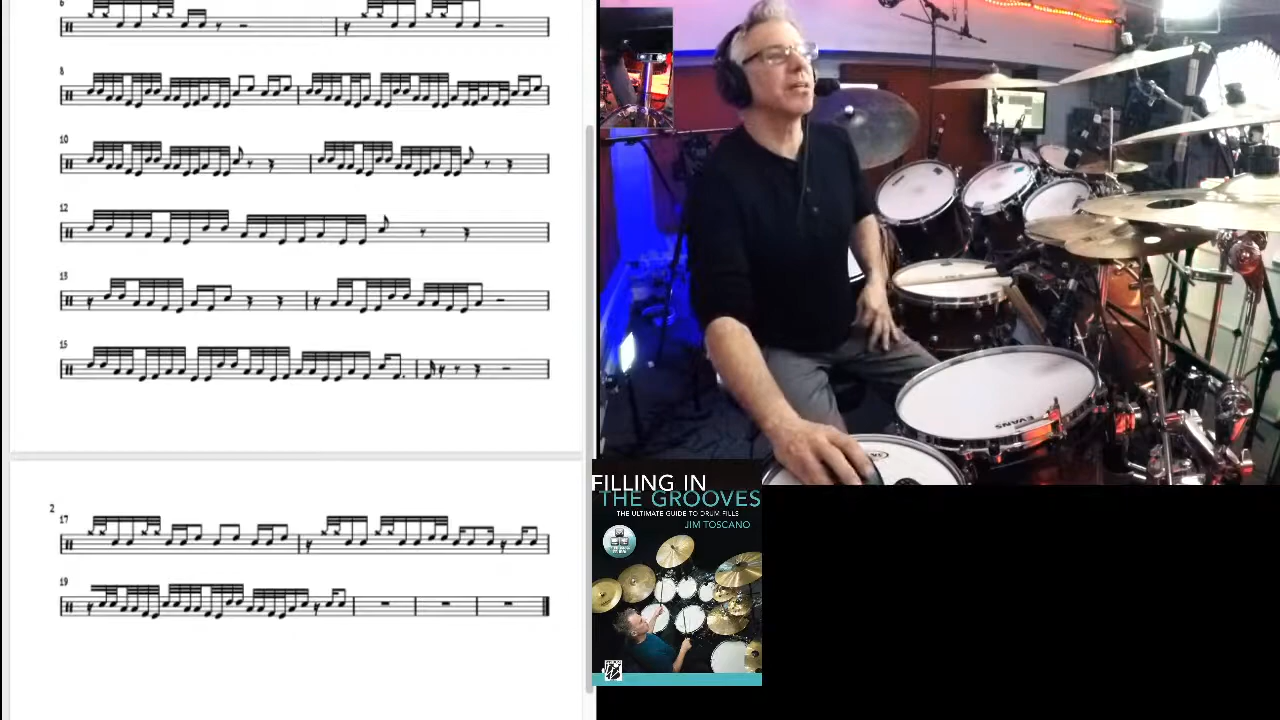 6
8
10
12
13
15
2
17
19
EVANS
FILLING IN
THE GROOVES
THE ULTIMATE GUIDE TO DRUM FILLS
JIM TOSCANO